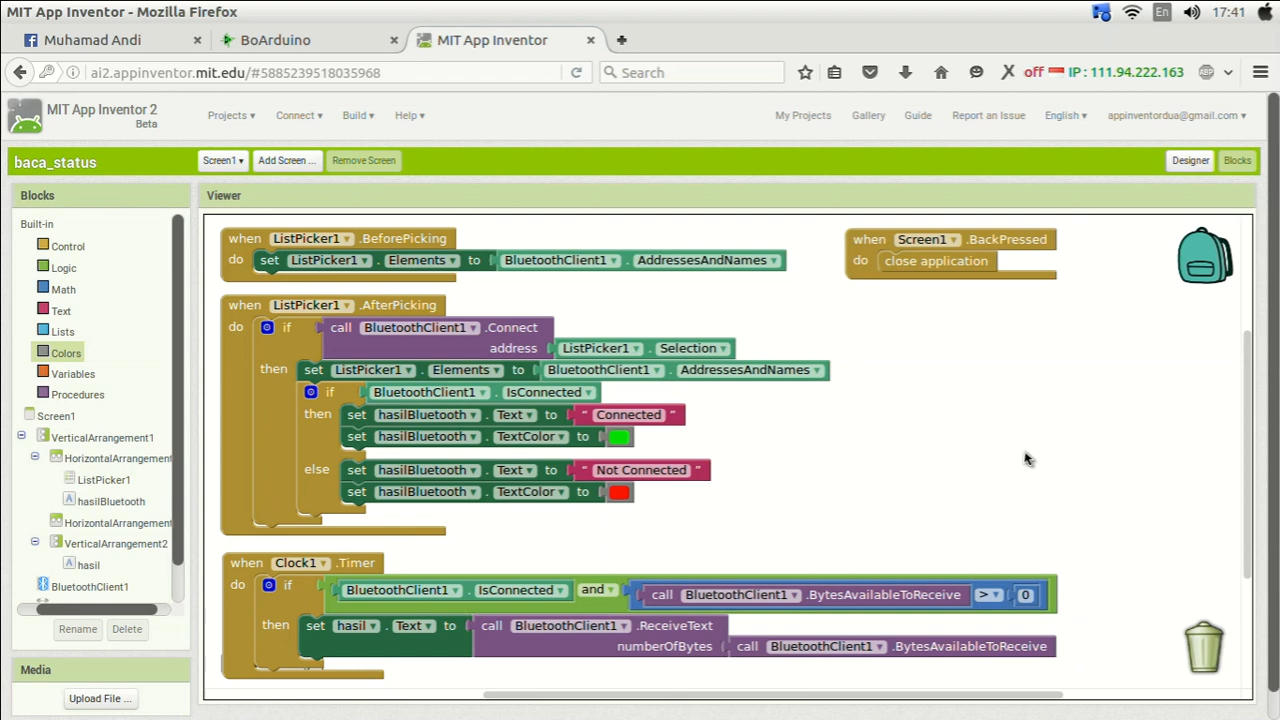 MIT App Inventor - Mozilla Firefox
En
17:41
Muhamad Andi
BoArduino
MIT App Inventor
ai2.appinventor.mit.edu/#5885239518035968
Search
off
IP : 111.94.222.163
ABP
MIT App Inventor 2
Beta
Projects
Connect
Build
Help
My Projects
Gallery
Guide
Report an Issue
English
appinventordua@gmail.com
baca_status
Screen1
Add Screen ...
Remove Screen
Designer
Blocks
Blocks
Built-in
Control
Logic
Math
Text
Lists
Colors
Variables
Procedures
Screen1
VerticalArrangement1
HorizontalArrangement
ListPicker1
hasilBluetooth
HorizontalArrangement
VerticalArrangement2
hasil
BluetoothClient1
Rename
Delete
Media
Upload File ...
Viewer
when ListPicker1 .BeforePicking
do set ListPicker1 . Elements to BluetoothClient1 . AddressesAndNames
when Screen1 .BackPressed
do close application
when ListPicker1 .AfterPicking
do if call BluetoothClient1 .Connect
address ListPicker1 . Selection
then set ListPicker1 . Elements to BluetoothClient1 . AddressesAndNames
if BluetoothClient1 . IsConnected
then set hasilBluetooth . Text to " Connected "
set hasilBluetooth . TextColor to
else set hasilBluetooth . Text to " Not Connected "
set hasilBluetooth . TextColor to
when Clock1 .Timer
do if BluetoothClient1 . IsConnected and call BluetoothClient1 .BytesAvailableToReceive > 0
then set hasil . Text to call BluetoothClient1 .ReceiveText
numberOfBytes call BluetoothClient1 .BytesAvailableToReceive